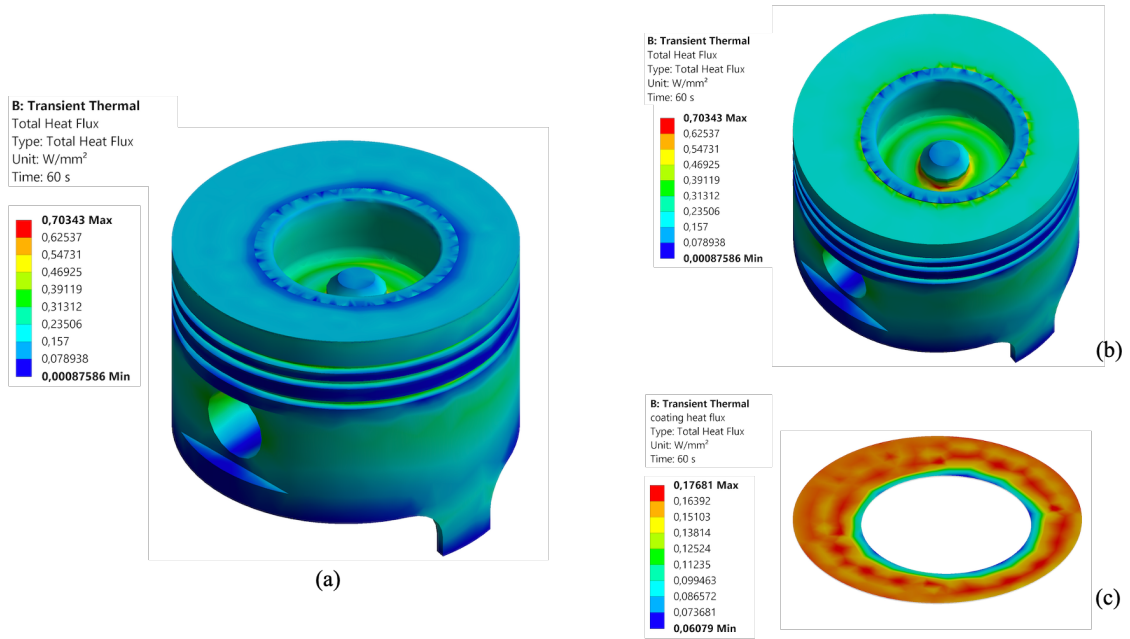 B: Transient Thermal
Total Heat Flux
Type: Total Heat Flux
Unit: W/mm²
Time: 60 s
0,70343 Max
0,62537
0,54731
0,46925
0,39119
0,31312
0,23506
0,157
0,078938
0,00087586 Min
(a)
B: Transient Thermal
Total Heat Flux
Type: Total Heat Flux
Unit: W/mm²
Time: 60 s
0,70343 Max
0,62537
0,54731
0,46925
0,39119
0,31312
0,23506
0,157
0,078938
0,00087586 Min
(b)
B: Transient Thermal
coating heat flux
Type: Total Heat Flux
Unit: W/mm²
Time: 60 s
0,17681 Max
0,16392
0,15103
0,13814
0,12524
0,11235
0,099463
0,086572
0,073681
0,06079 Min
(c)